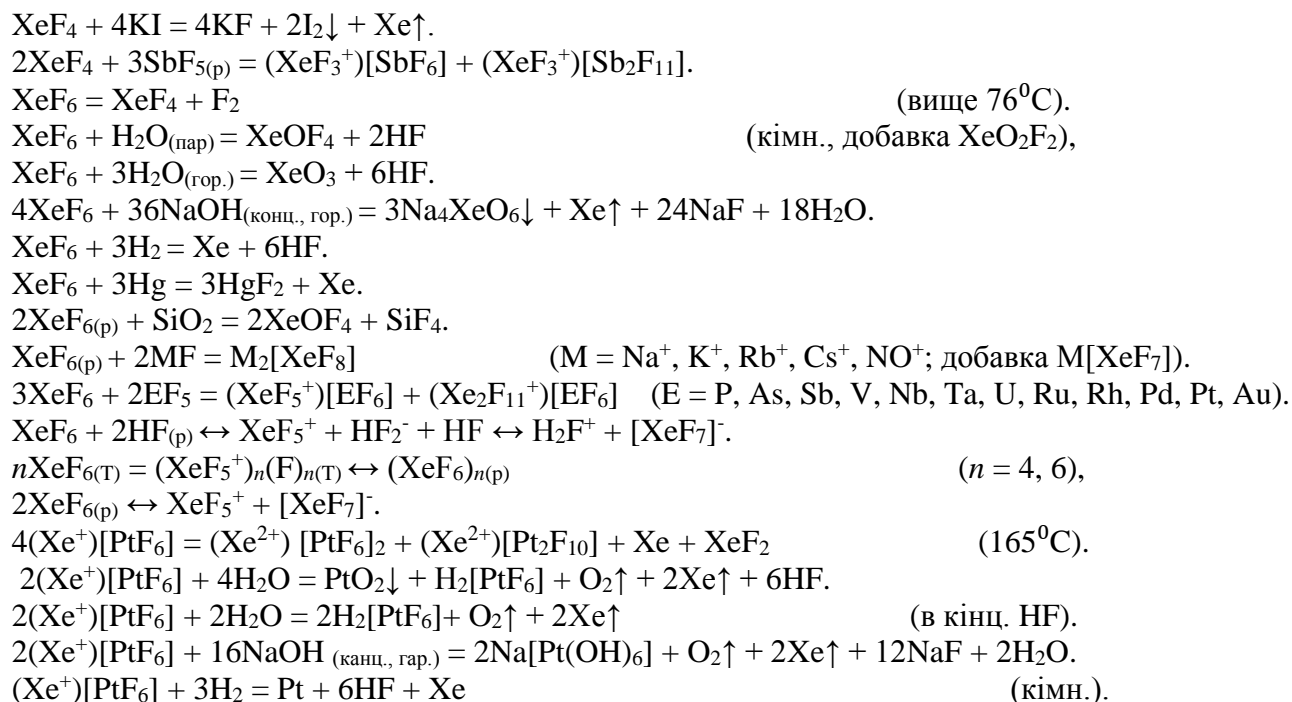 XeF₄ + 4KI = 4KF + 2I₂↓ + Xe↑.
2XeF₄ + 3SbF₅₍ₚ₎ = (XeF₃⁺)[SbF₆] + (XeF₃⁺)[Sb₂F₁₁].
XeF₆ = XeF₄ + F₂ (вище 76⁰C).
XeF₆ + H₂O(пар) = XeOF₄ + 2HF (кімн., добавка XeO₂F₂),
XeF₆ + 3H₂O(гор.) = XeO₃ + 6HF.
4XeF₆ + 36NaOH(конц., гор.) = 3Na₄XeO₆↓ + Xe↑ + 24NaF + 18H₂O.
XeF₆ + 3H₂ = Xe + 6HF.
XeF₆ + 3Hg = 3HgF₂ + Xe.
2XeF₆₍ₚ₎ + SiO₂ = 2XeOF₄ + SiF₄.
XeF₆₍ₚ₎ + 2MF = M₂[XeF₈] (M = Na⁺, K⁺, Rb⁺, Cs⁺, NO⁺; добавка M[XeF₇]).
3XeF₆ + 2EF₅ = (XeF₅⁺)[EF₆] + (Xe₂F₁₁⁺)[EF₆] (E = P, As, Sb, V, Nb, Ta, U, Ru, Rh, Pd, Pt, Au).
XeF₆ + 2HF₍ₚ₎ ↔ XeF₅⁺ + HF₂⁻ + HF ↔ H₂F⁺ + [XeF₇]⁻.
nXeF₆(т) = (XeF₅⁺)ₙ(F)ₙ(т) ↔ (XeF₆)ₙ₍ₚ₎ (n = 4, 6),
2XeF₆₍ₚ₎ ↔ XeF₅⁺ + [XeF₇]⁻.
4(Xe⁺)[PtF₆] = (Xe²⁺) [PtF₆]₂ + (Xe²⁺)[Pt₂F₁₀] + Xe + XeF₂ (165⁰C).
2(Xe⁺)[PtF₆] + 4H₂O = PtO₂↓ + H₂[PtF₆] + O₂↑ + 2Xe↑ + 6HF.
2(Xe⁺)[PtF₆] + 2H₂O = 2H₂[PtF₆]+ O₂↑ + 2Xe↑ (в кінц. HF).
2(Xe⁺)[PtF₆] + 16NaOH (канц., гар.) = 2Na[Pt(OH)₆] + O₂↑ + 2Xe↑ + 12NaF + 2H₂O.
(Xe⁺)[PtF₆] + 3H₂ = Pt + 6HF + Xe (кімн.).